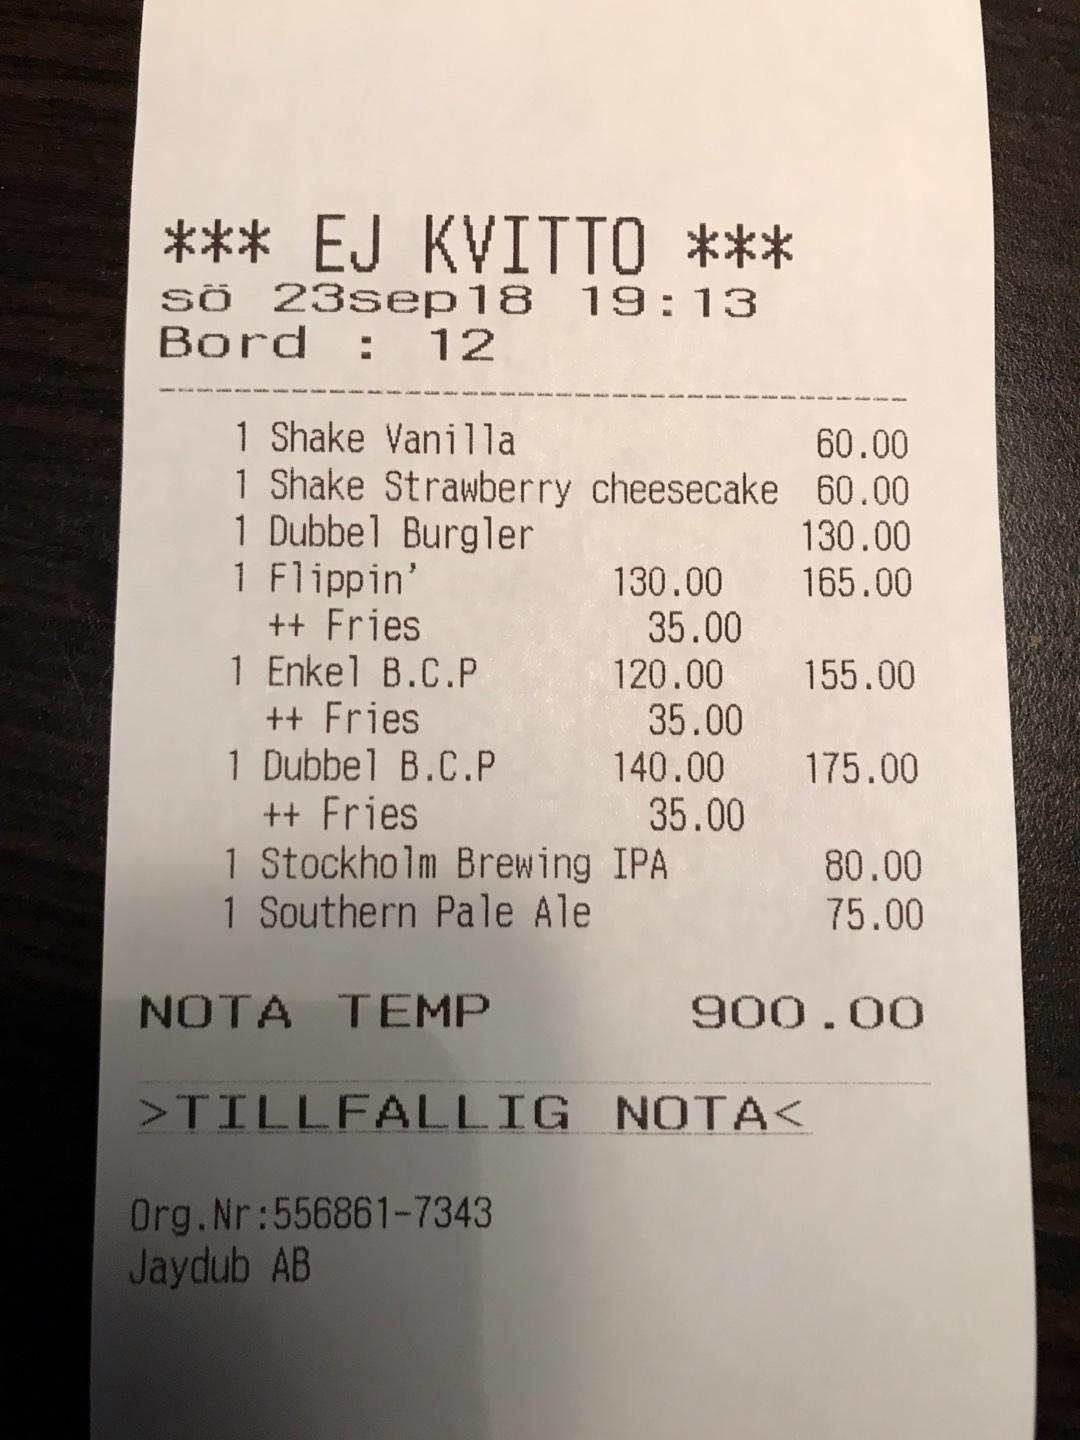 *** EJ KVITTO ***
sö 23sep18 19:13
Bord : 12
1 Shake Vanilla 60.00
1 Shake Strawberry cheesecake 60.00
1 Dubbel Burgler 130.00
1 Flippin' 130.00 165.00
++ Fries 35.00
1 Enkel B.C.P 120.00 155.00
++ Fries 35.00
1 Dubbel B.C.P 140.00 175.00
++ Fries 35.00
1 Stockholm Brewing IPA 80.00
1 Southern Pale Ale 75.00
NOTA TEMP 900.00
>TILLFALLIG NOTA<
Org.Nr:556861-7343
Jaydub AB